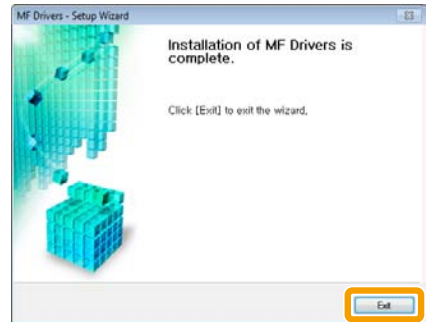 MF Drivers - Setup Wizard
Installation of MF Drivers is
complete.
Click [Exit] to exit the wizard.
Exit